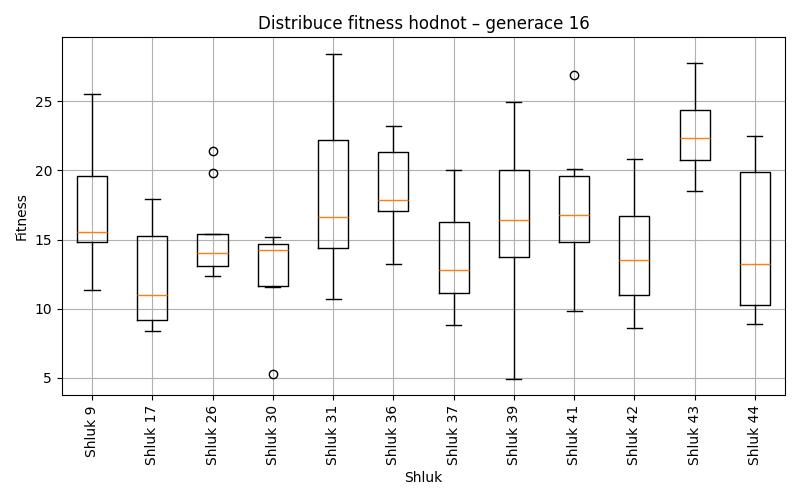 Distribuce fitness hodnot – generace 16
Fitness
25
20
15
10
5
Shluk 9
Shluk 17
Shluk 26
Shluk 30
Shluk 31
Shluk 36
Shluk 37
Shluk 39
Shluk 41
Shluk 42
Shluk 43
Shluk 44
Shluk